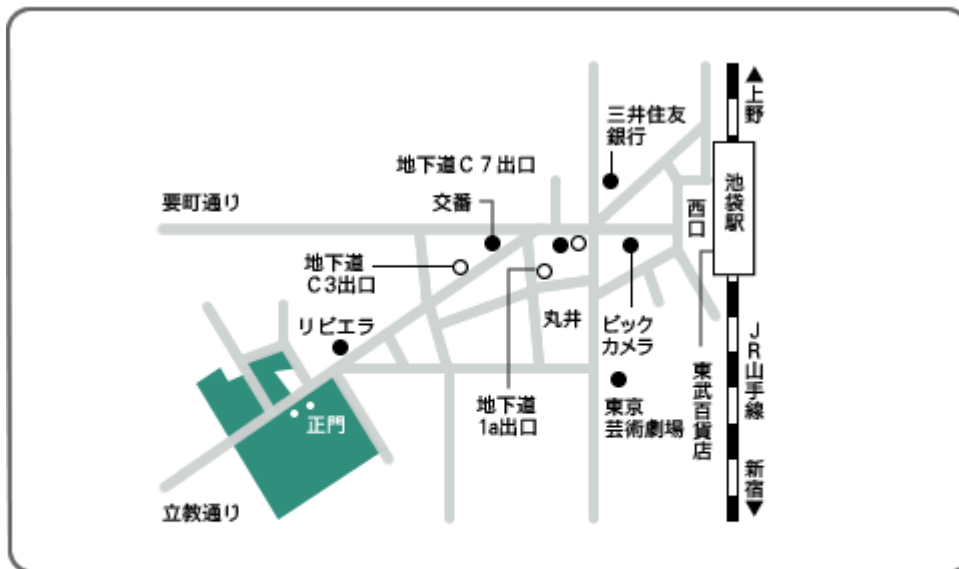 ▲上野
三井住友
銀行
地下道C7出口
池袋駅
要町通り
交番
西口
地下道
C3出口
リビエラ
丸井
ビック
カメラ
JR山手線
東武百貨店
地下道
1a出口
東京
芸術劇場
正門
新宿▼
立教通り